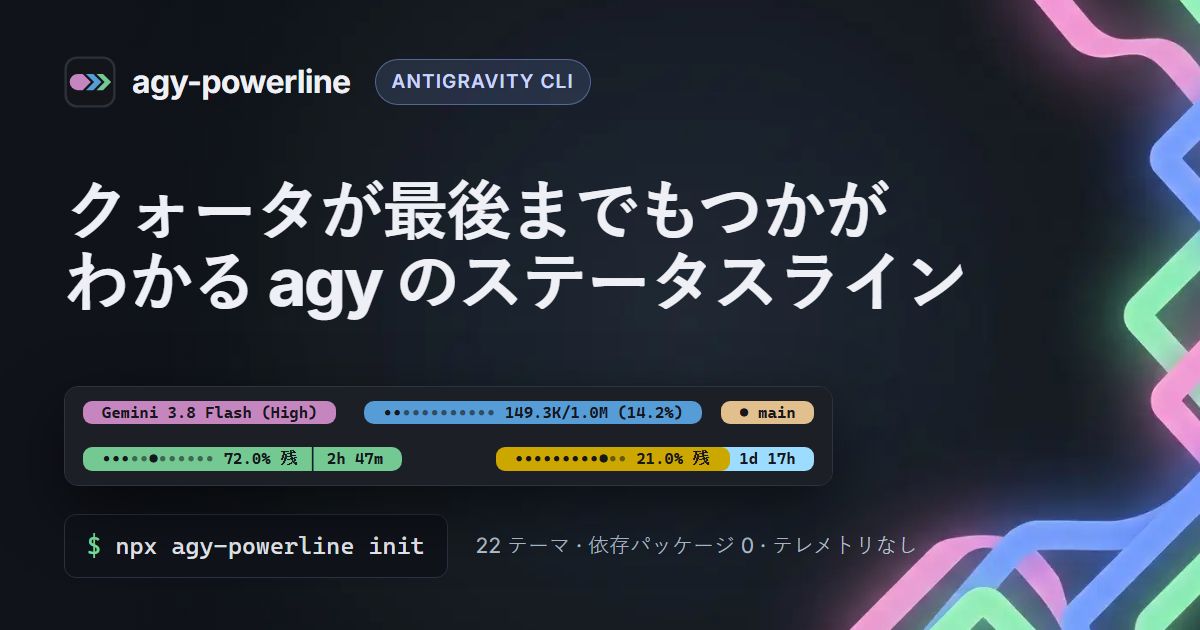 agy-powerline ANTIGRAVITY CLI
クォータが最後までもつかが
わかる agy のステータスライン
Gemini 3.8 Flash (High) 149.3K/1.0M (14.2%) ● main
72.0% 残 2h 47m 21.0% 残 1d 17h
$ npx agy-powerline init
22 テーマ · 依存パッケージ 0 · テレメトリなし